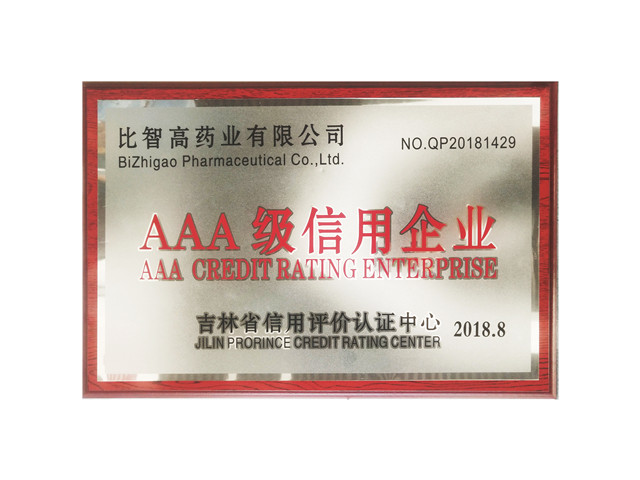 比智高药业有限公司
NO.QP20181429
BiZhigao Pharmaceutical Co.,Ltd.
AAA级信用企业
AAA CREDIT RATING ENTERPRISE
吉林省信用评价认证中心 2018.8
JILIN PRORINCE CREDIT RATING CENTER